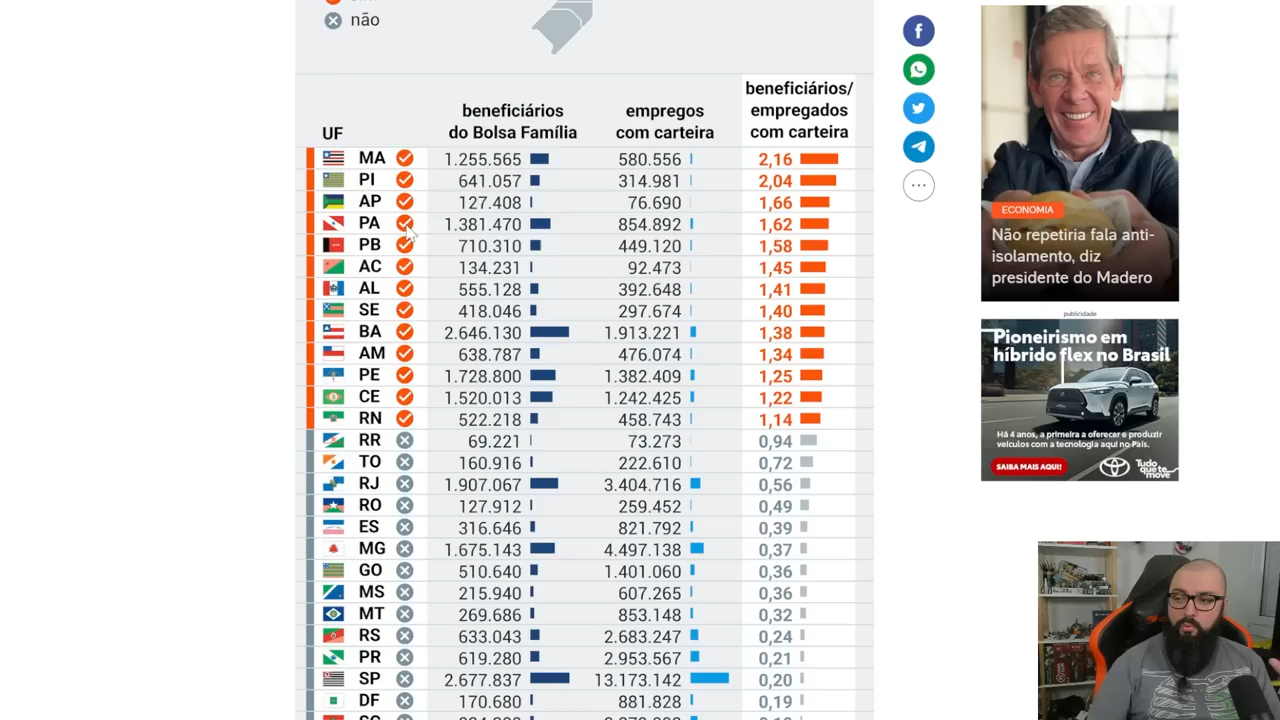 não
UF
beneficiários
do Bolsa Família
empregos
com carteira
beneficiários/
empregados
com carteira
MA 1.255.565 580.556 2,16
PI 641.057 314.981 2,04
AP 127.408 76.690 1,66
PA 1.381.470 854.892 1,62
PB 710.310 449.120 1,58
AC 134.231 92.473 1,45
AL 555.128 392.648 1,41
SE 418.046 297.674 1,40
BA 2.646.130 1.912.221 1,38
AM 638.787 476.074 1,34
PE 1.728.800 1.382.409 1,25
CE 1.520.013 1.242.425 1,22
RN 522.218 458.743 1,14
RR 69.221 73.273 0,94
TO 160.916 222.610 0,72
RJ 1.907.067 3.404.716 0,56
RO 127.912 259.452 0,49
ES 316.646 821.792 0,39
MG 1.675.143 4.497.138 0,37
GO 510.640 1.401.060 0,36
MS 215.940 607.265 0,36
MT 269.686 853.148 0,32
RS 633.043 2.683.247 0,24
PR 619.280 2.953.567 0,21
SP 2.677.837 13.173.142 0,20
DF 170.680 881.828 0,19
ECONOMIA
Não repetiria fala anti-
isolamento, diz
presidente do Madero
publicidade
Pioneirismo em
híbrido flex no Brasil
Há 4 anos, a primeira a oferecer e produzir
veículos com a tecnologia aqui no País.
SAIBA MAIS AQUI!
TOYOTA
Tudo
que te
move